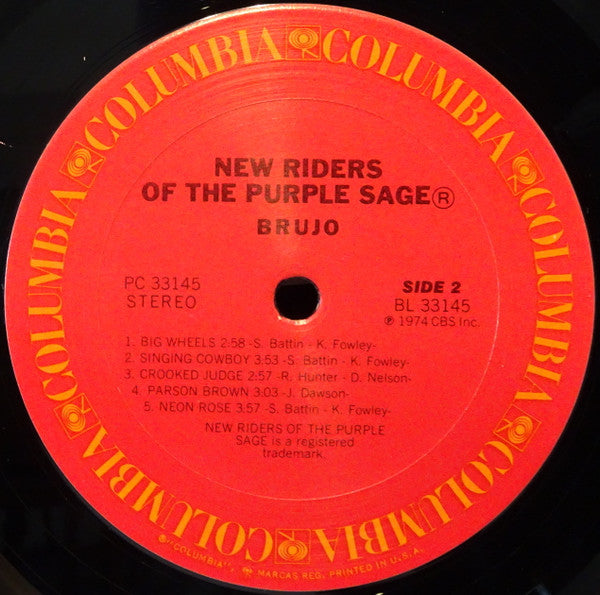 COLUMBIA COLUMBIA COLUMBIA COLUMBIA COLUMBIA COLUMBIA COLUMBIA COLUMBIA
NEW RIDERS
OF THE PURPLE SAGE®
BRUJO
PC 33145
STEREO
SIDE 2
BL 33145
℗ 1974 CBS Inc.
1. BIG WHEELS 2:58 -S. Battin - K. Fowley-
2. SINGING COWBOY 3:53 -S. Battin - K. Fowley-
3. CROOKED JUDGE 2:57 -R. Hunter - D. Nelson-
4. PARSON BROWN 3:03 -J. Dawson-
5. NEON ROSE 3:57 -S. Battin - K. Fowley-
NEW RIDERS OF THE PURPLE
SAGE is a registered
trademark.
®"COLUMBIA", MARCAS REG. PRINTED IN U.S.A.